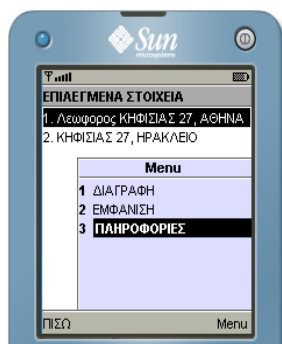 Sun
microsystems
ΕΠΙΛΕΓΜΕΝΑ ΣΤΟΙΧΕΙΑ
1. Λεωφορος ΚΗΦΙΣΙΑΣ 27, ΑΘΗΝΑ
2. ΚΗΦΙΣΙΑΣ 27, ΗΡΑΚΛΕΙΟ
Menu
1 ΔΙΑΓΡΑΦΗ
2 ΕΜΦΑΝΙΣΗ
3 ΠΛΗΡΟΦΟΡΙΕΣ
ΠΙΣΩ Menu